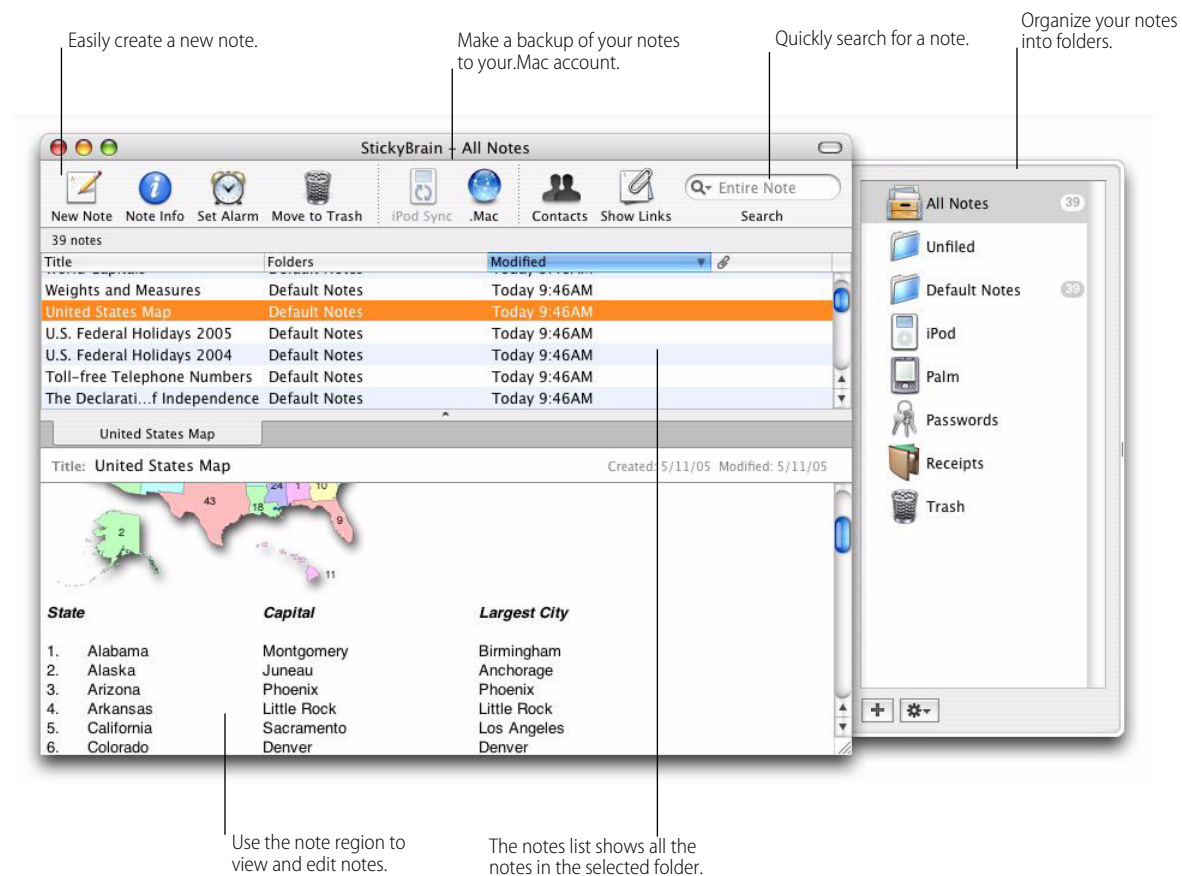 Easily create a new note.
Make a backup of your notes
to your.Mac account.
Quickly search for a note.
Organize your notes
into folders.
StickyBrain - All Notes
New Note Note Info Set Alarm Move to Trash iPod Sync .Mac Contacts Show Links Search
Entire Note
39 notes
Title Folders Modified
World Capitals Default Notes
Weights and Measures Default Notes Today 9:46AM
United States Map Default Notes Today 9:46AM
U.S. Federal Holidays 2005 Default Notes Today 9:46AM
U.S. Federal Holidays 2004 Default Notes Today 9:46AM
Toll-free Telephone Numbers Default Notes Today 9:46AM
The Declarati...f Independence Default Notes Today 9:46AM
United States Map
Title: United States Map Created: 5/11/05 Modified: 5/11/05
24 1 10
43
18
9
2
11
State Capital Largest City
1. Alabama Montgomery Birmingham
2. Alaska Juneau Anchorage
3. Arizona Phoenix Phoenix
4. Arkansas Little Rock Little Rock
5. California Sacramento Los Angeles
6. Colorado Denver Denver
All Notes 39
Unfiled
Default Notes 39
iPod
Palm
Passwords
Receipts
Trash
Use the note region to
view and edit notes.
The notes list shows all the
notes in the selected folder.